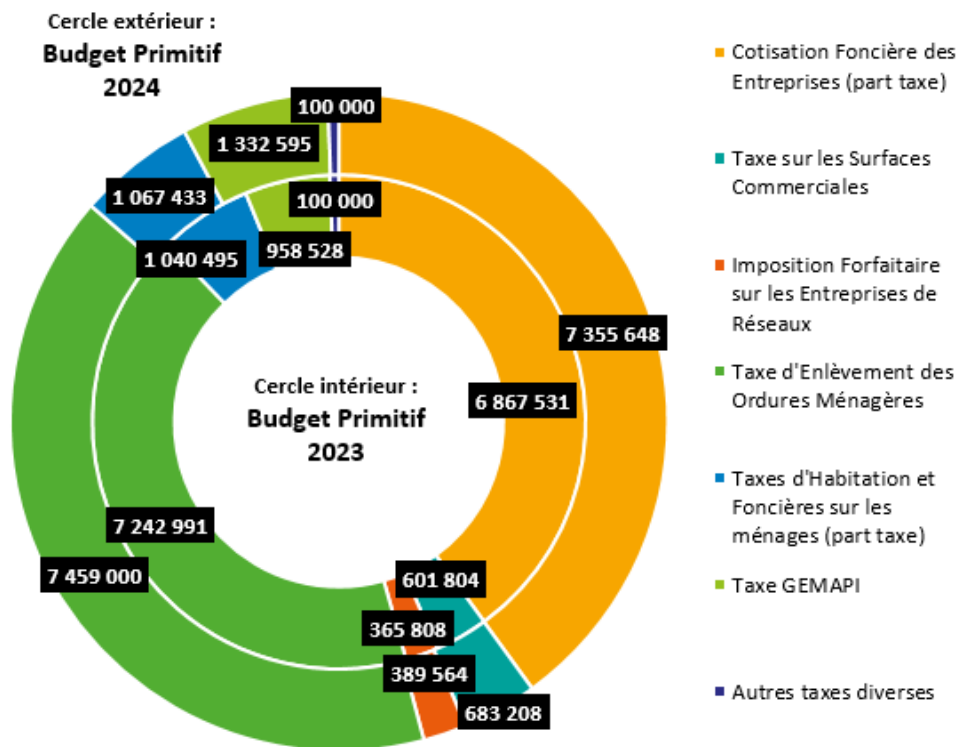 Cercle extérieur :
Budget Primitif
2024
100 000
1 332 595
1 067 433
100 000
1 040 495
958 528
7 355 648
6 867 531
Cercle intérieur :
Budget Primitif
2023
7 242 991
7 459 000
601 804
365 808
389 564
683 208
Cotisation Foncière des
Entreprises (part taxe)
Taxe sur les Surfaces
Commerciales
Imposition Forfaitaire
sur les Entreprises de
Réseaux
Taxe d'Enlèvement des
Ordures Ménagères
Taxes d'Habitation et
Foncières sur les
ménages (part taxe)
Taxe GEMAPI
Autres taxes diverses